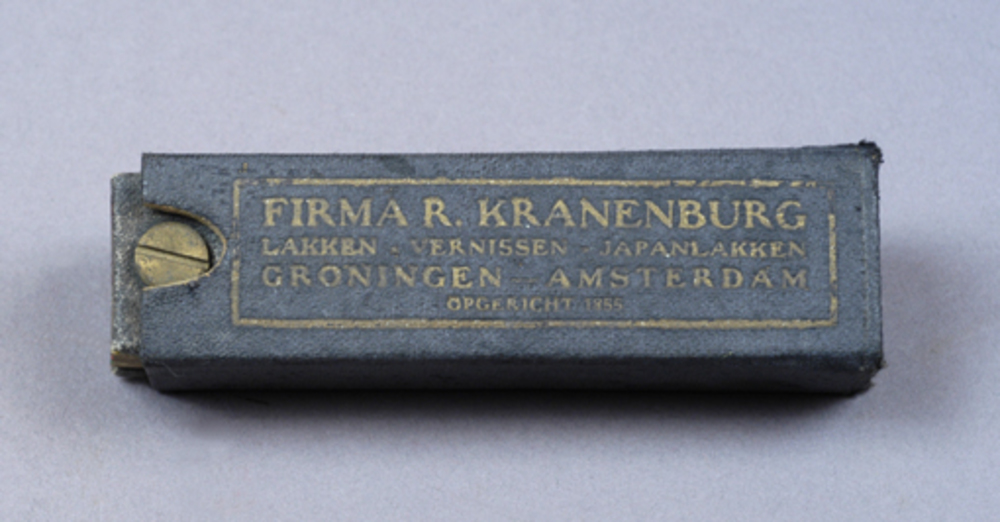 FIRMA R. KRANENBURG
LAKKEN - VERNISSEN - JAPANLAKKEN
GRONINGEN - AMSTERDAM
OPGERICHT 1855